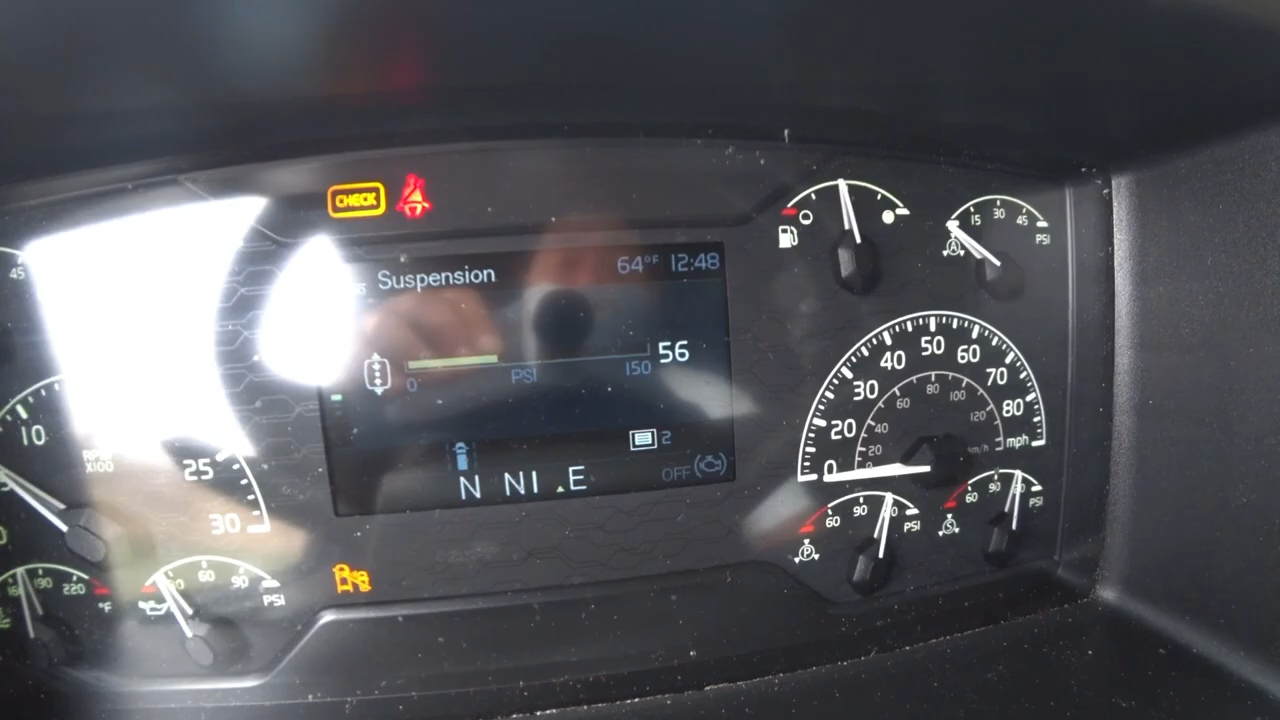 CHECK
Suspension 64°F 12:48
56
0 PSI 150
2
N NI E OFF
45
10
RPM X100
25
30
190 220 °F
60 90 PSI
15 30 45 PSI
A
0 20 30 40 50 60 70 80 mph
20 40 60 80 100 120 km/h
60 90 PSI
P
60 90 PSI
S